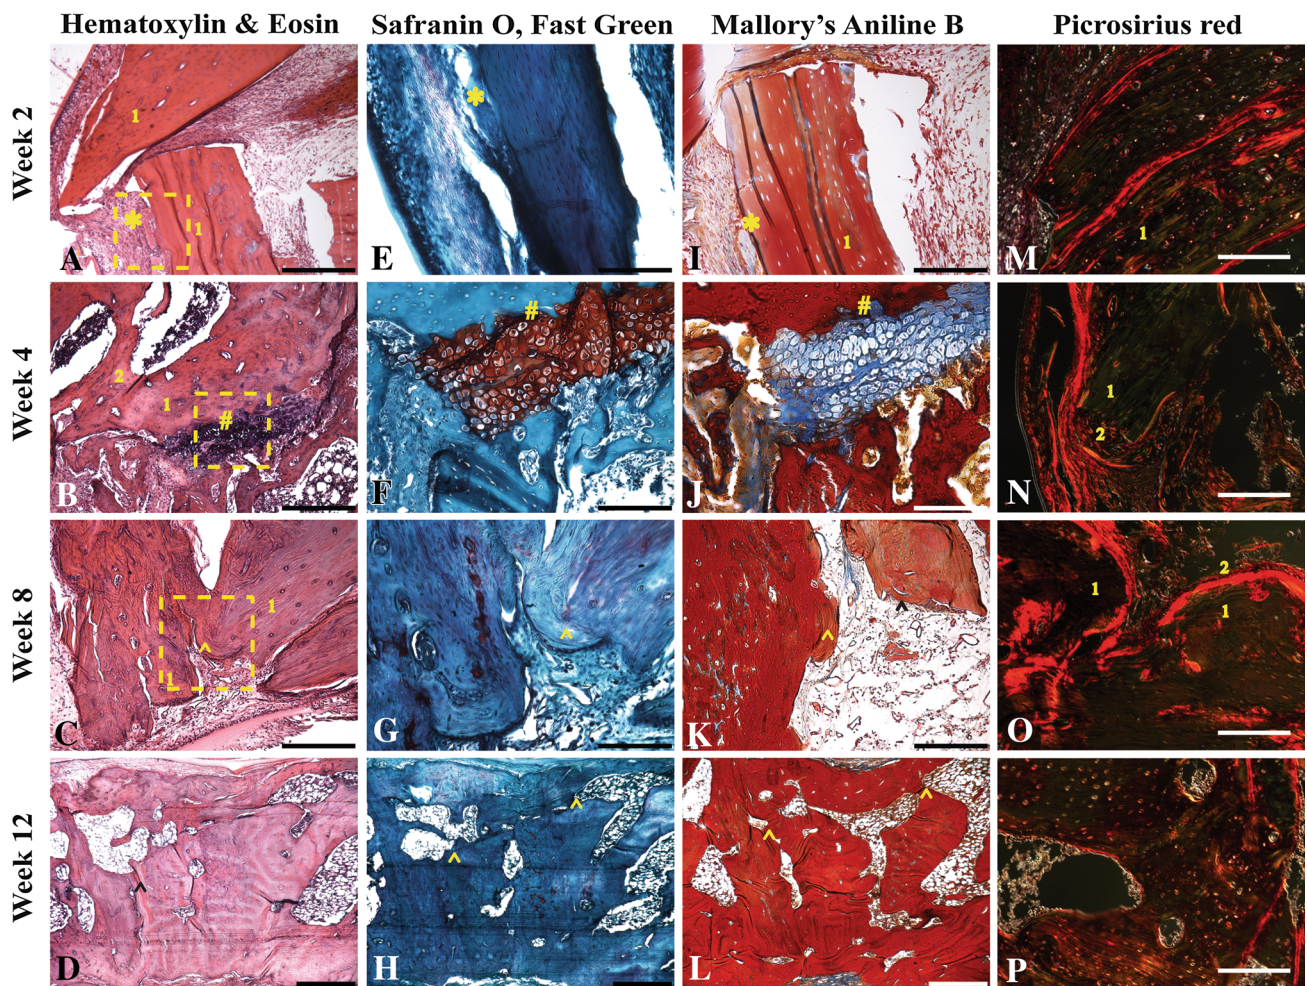 Hematoxylin & Eosin Safranin O, Fast Green Mallory's Aniline B Picrosirius red
Week 2
1
*
1
A
*
E
*
1
I
1
M
Week 4
2
1
#
B
#
F
#
J
1
2
N
Week 8
1
^
1
C
^
G
^
^
K
1
2
1
O
Week 12
^
D
^
^
H
^
^
L
P